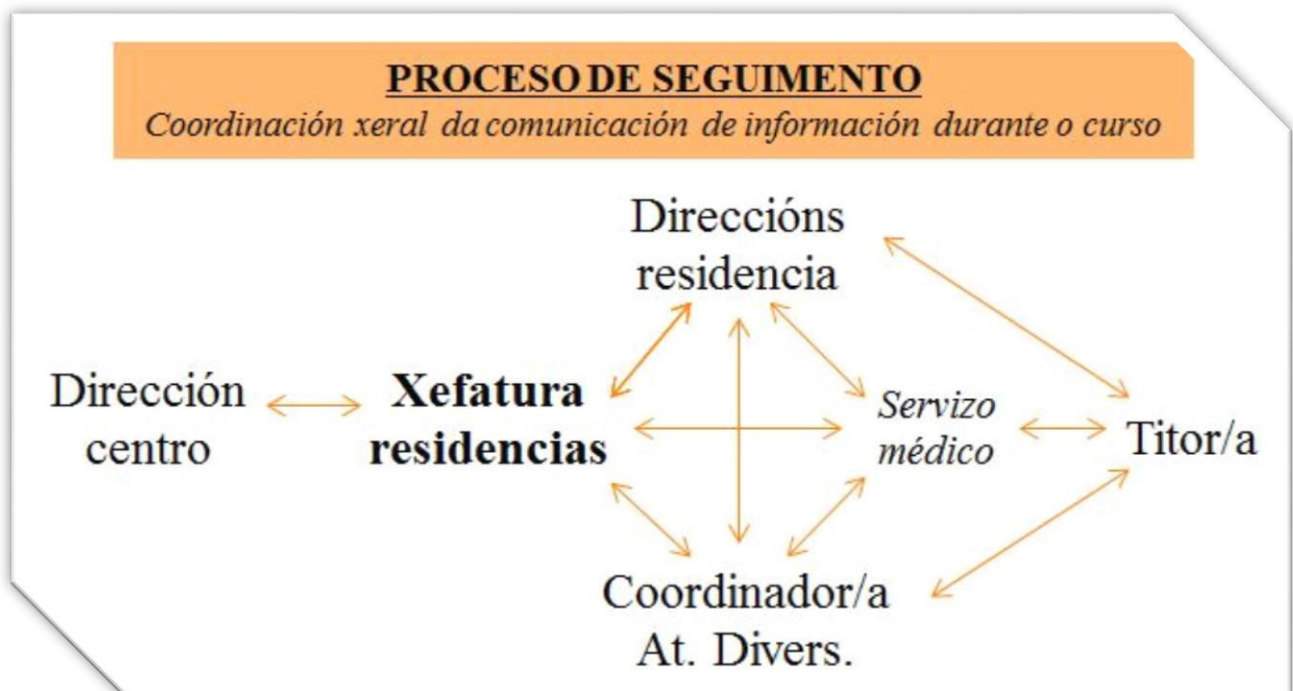 PROCESO DE SEGUIMENTO
Coordinación xeral da comunicación de información durante o curso
Direccións
residencia
Dirección
centro
Xefatura
residencias
Servizo
médico
Titor/a
Coordinador/a
At. Divers.